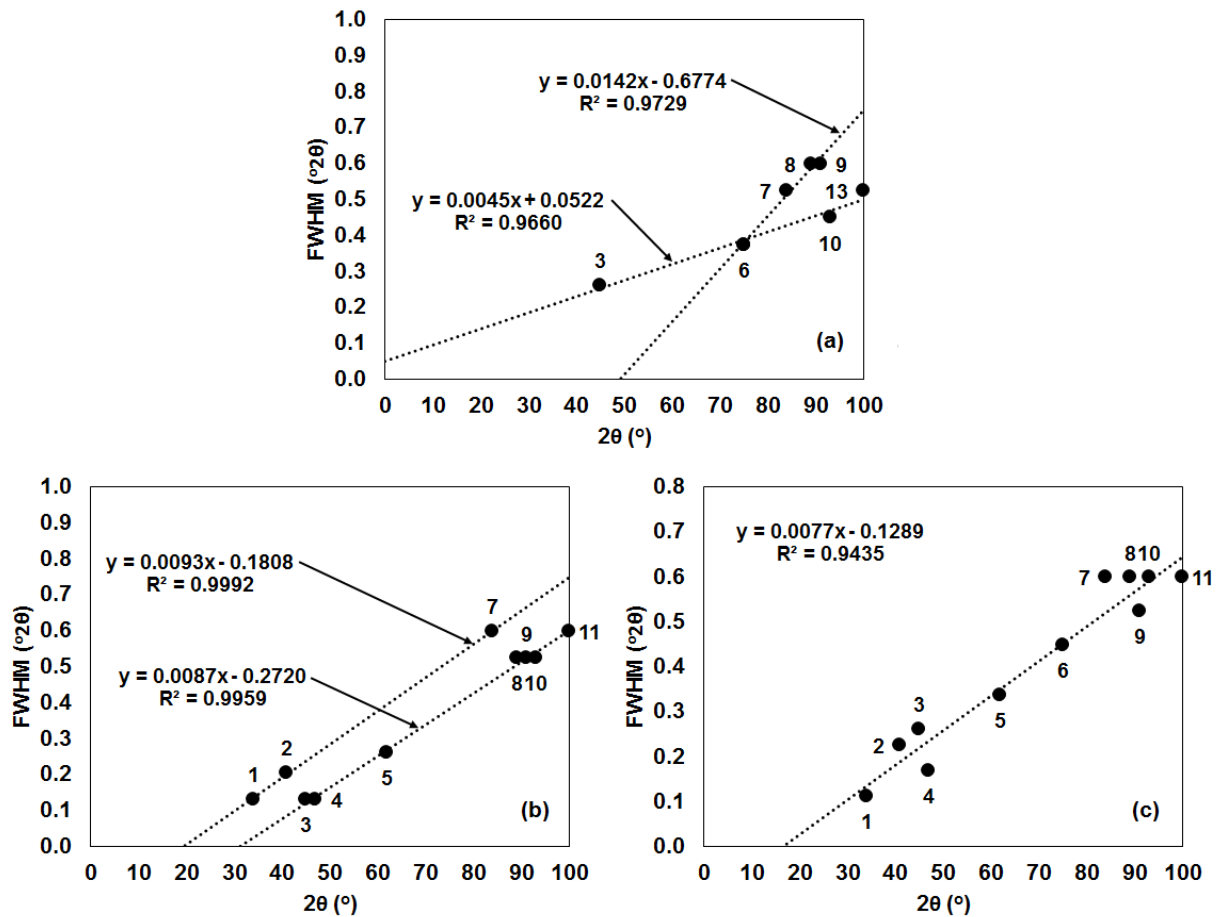 1.0
0.9
0.8
0.7
0.6
0.5
0.4
0.3
0.2
0.1
0.0
FWHM (°2θ)
y = 0.0142x - 0.6774
R² = 0.9729
y = 0.0045x + 0.0522
R² = 0.9660
3
6
7
8
9
13
10
(a)
0 10 20 30 40 50 60 70 80 90 100
2θ (°)
1.0
0.9
0.8
0.7
0.6
0.5
0.4
0.3
0.2
0.1
0.0
FWHM (°2θ)
y = 0.0093x - 0.1808
R² = 0.9992
y = 0.0087x - 0.2720
R² = 0.9959
1
2
3
4
5
7
9
810
11
(b)
0 10 20 30 40 50 60 70 80 90 100
2θ (°)
0.8
0.7
0.6
0.5
0.4
0.3
0.2
0.1
0.0
FWHM (°2θ)
y = 0.0077x - 0.1289
R² = 0.9435
1
2
3
4
5
6
7
810
9
11
(c)
0 10 20 30 40 50 60 70 80 90 100
2θ (°)